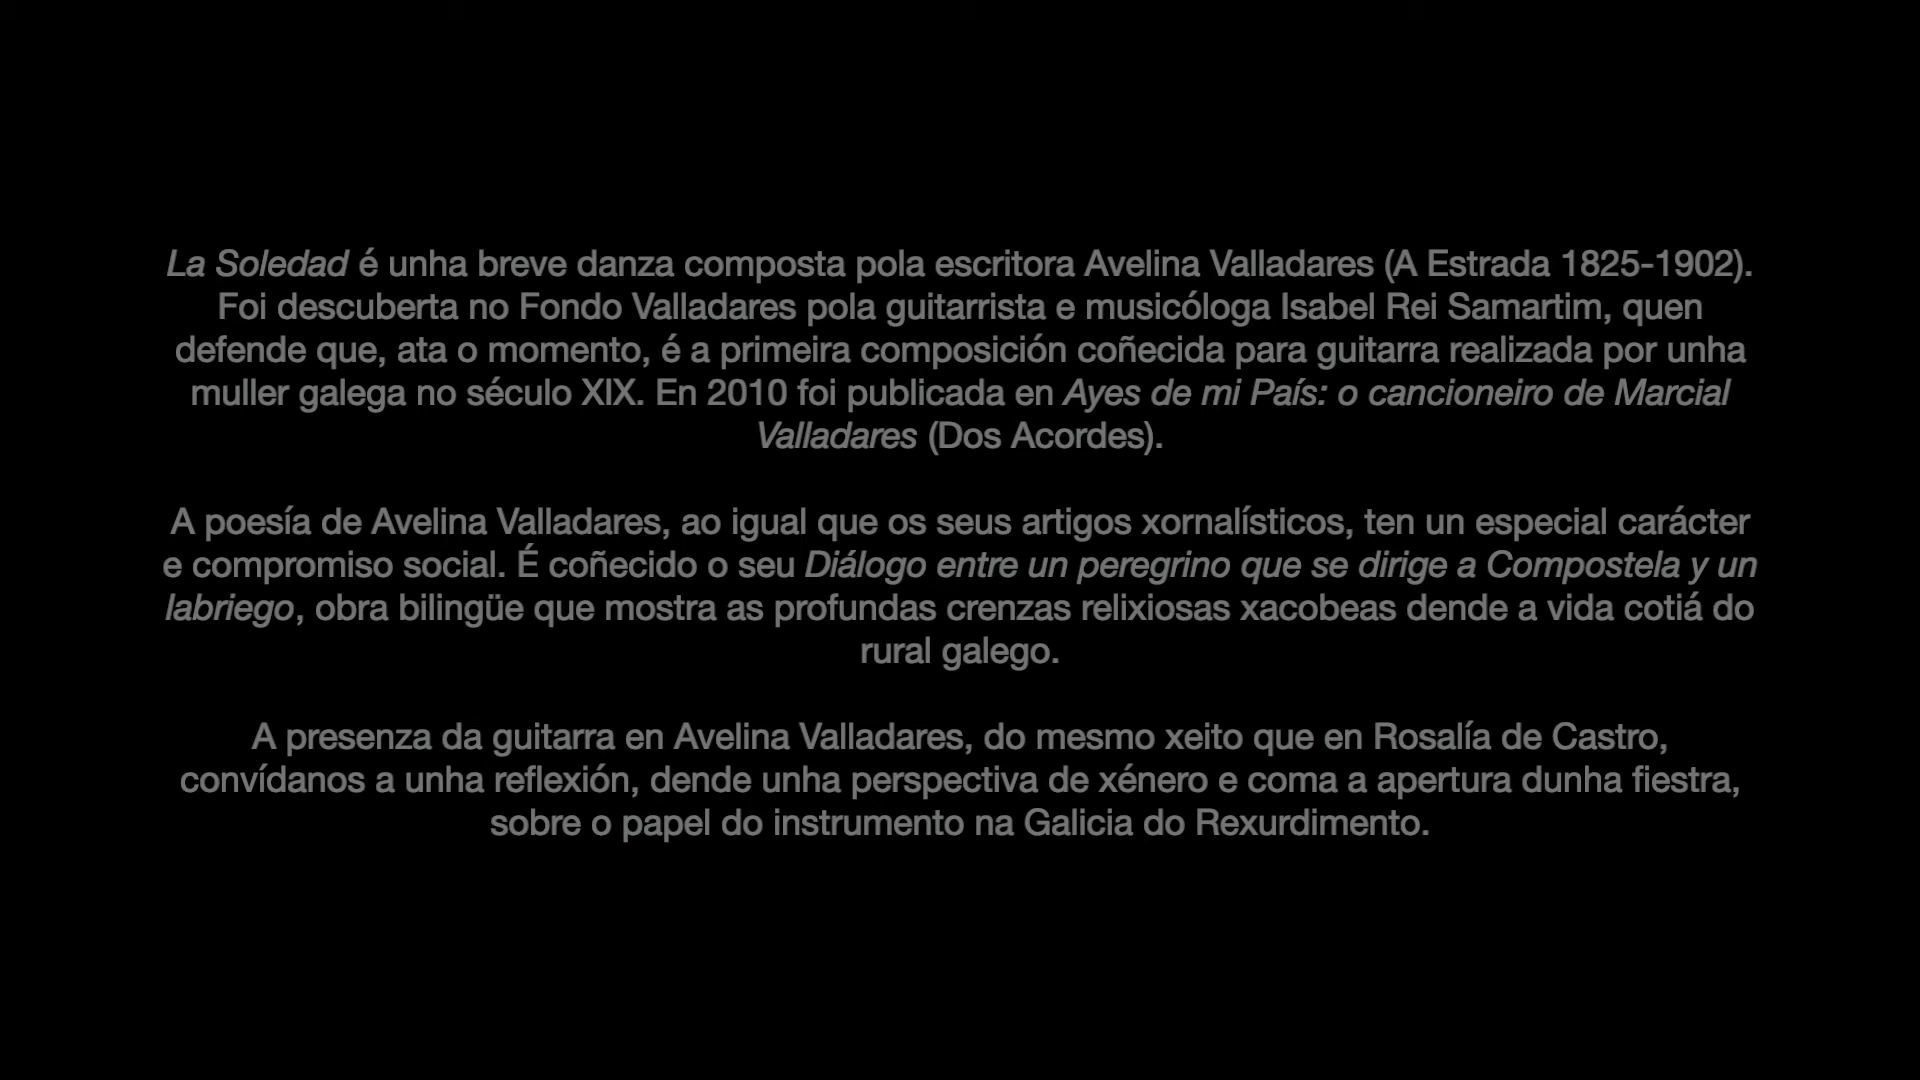 La Soledad é unha breve danza composta pola escritora Avelina Valladares (A Estrada 1825-1902).
Foi descuberta no Fondo Valladares pola guitarrista e musicóloga Isabel Rei Samartim, quen
defende que, ata o momento, é a primeira composición coñecida para guitarra realizada por unha
muller galega no século XIX. En 2010 foi publicada en Ayes de mi País: o cancioneiro de Marcial
Valladares (Dos Acordes).
A poesía de Avelina Valladares, ao igual que os seus artigos xornalísticos, ten un especial carácter
e compromiso social. É coñecido o seu Diálogo entre un peregrino que se dirige a Compostela y un
labriego, obra bilingüe que mostra as profundas crenzas relixiosas xacobeas dende a vida cotiá do
rural galego.
A presenza da guitarra en Avelina Valladares, do mesmo xeito que en Rosalía de Castro,
convídanos a unha reflexión, dende unha perspectiva de xénero e coma a apertura dunha fiestra,
sobre o papel do instrumento na Galicia do Rexurdimento.